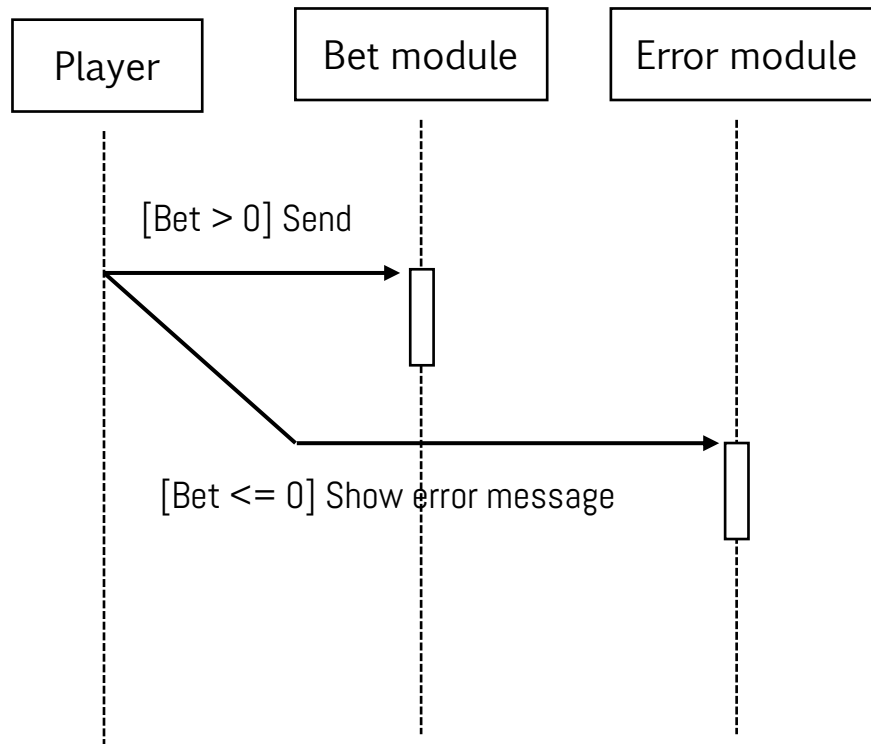 Player
Bet module
Error module
[Bet > 0] Send
[Bet <= 0] Show error message